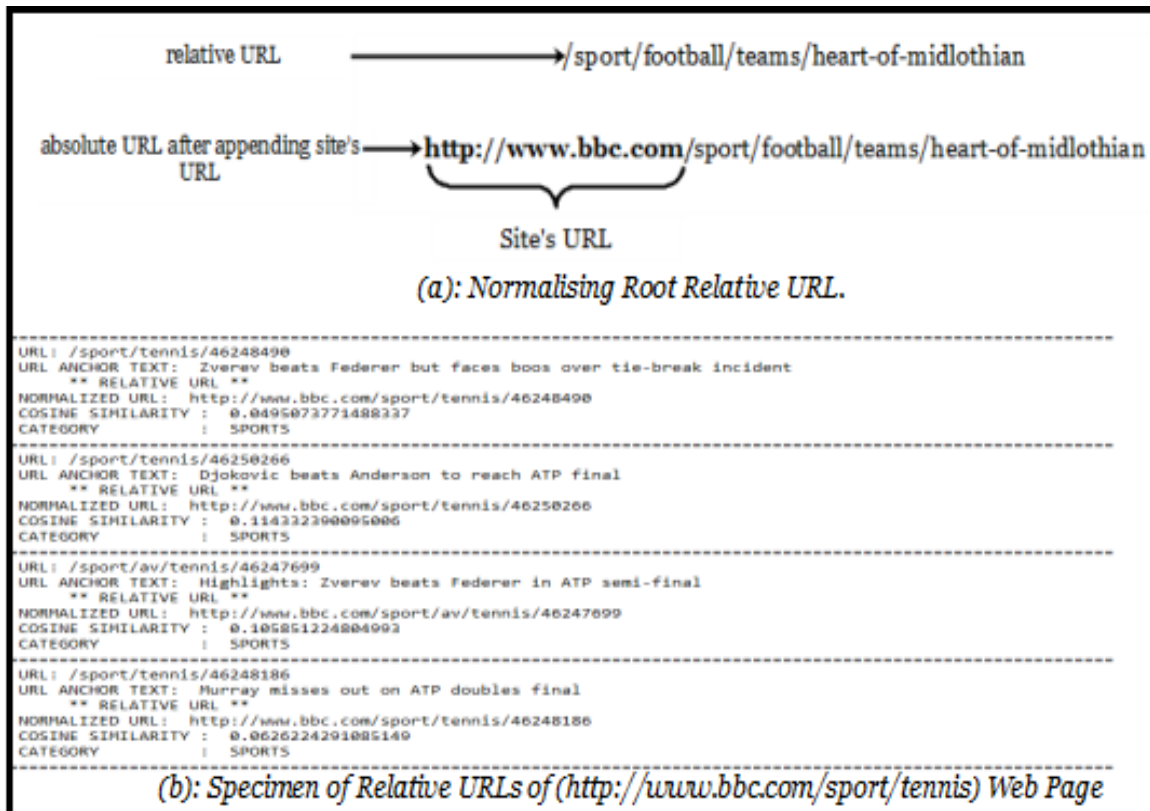 relative URL /sport/football/teams/heart-of-midlothian
absolute URL after appending site's http://www.bbc.com/sport/football/teams/heart-of-midlothian
URL
Site's URL
(a): Normalising Root Relative URL.
URL: /sport/tennis/46248490
URL ANCHOR TEXT: Zverev beats Federer but faces boos over tie-break incident
** RELATIVE URL **
NORMALIZED URL: http://www.bbc.com/sport/tennis/46248490
COSINE SIMILARITY : 0.0495073771488337
CATEGORY : SPORTS
URL: /sport/tennis/46250266
URL ANCHOR TEXT: Djokovic beats Anderson to reach ATP final
** RELATIVE URL **
NORMALIZED URL: http://www.bbc.com/sport/tennis/46250266
COSINE SIMILARITY : 0.114332390095006
CATEGORY : SPORTS
URL: /sport/av/tennis/46247699
URL ANCHOR TEXT: Highlights: Zverev beats Federer in ATP semi-final
** RELATIVE URL **
NORMALIZED URL: http://www.bbc.com/sport/av/tennis/46247699
COSINE SIMILARITY : 0.105851224804993
CATEGORY : SPORTS
URL: /sport/tennis/46248186
URL ANCHOR TEXT: Murray misses out on ATP doubles final
** RELATIVE URL **
NORMALIZED URL: http://www.bbc.com/sport/tennis/46248186
COSINE SIMILARITY : 0.0626224291085149
CATEGORY : SPORTS
(b): Specimen of Relative URLs of (http://www.bbc.com/sport/tennis) Web Page